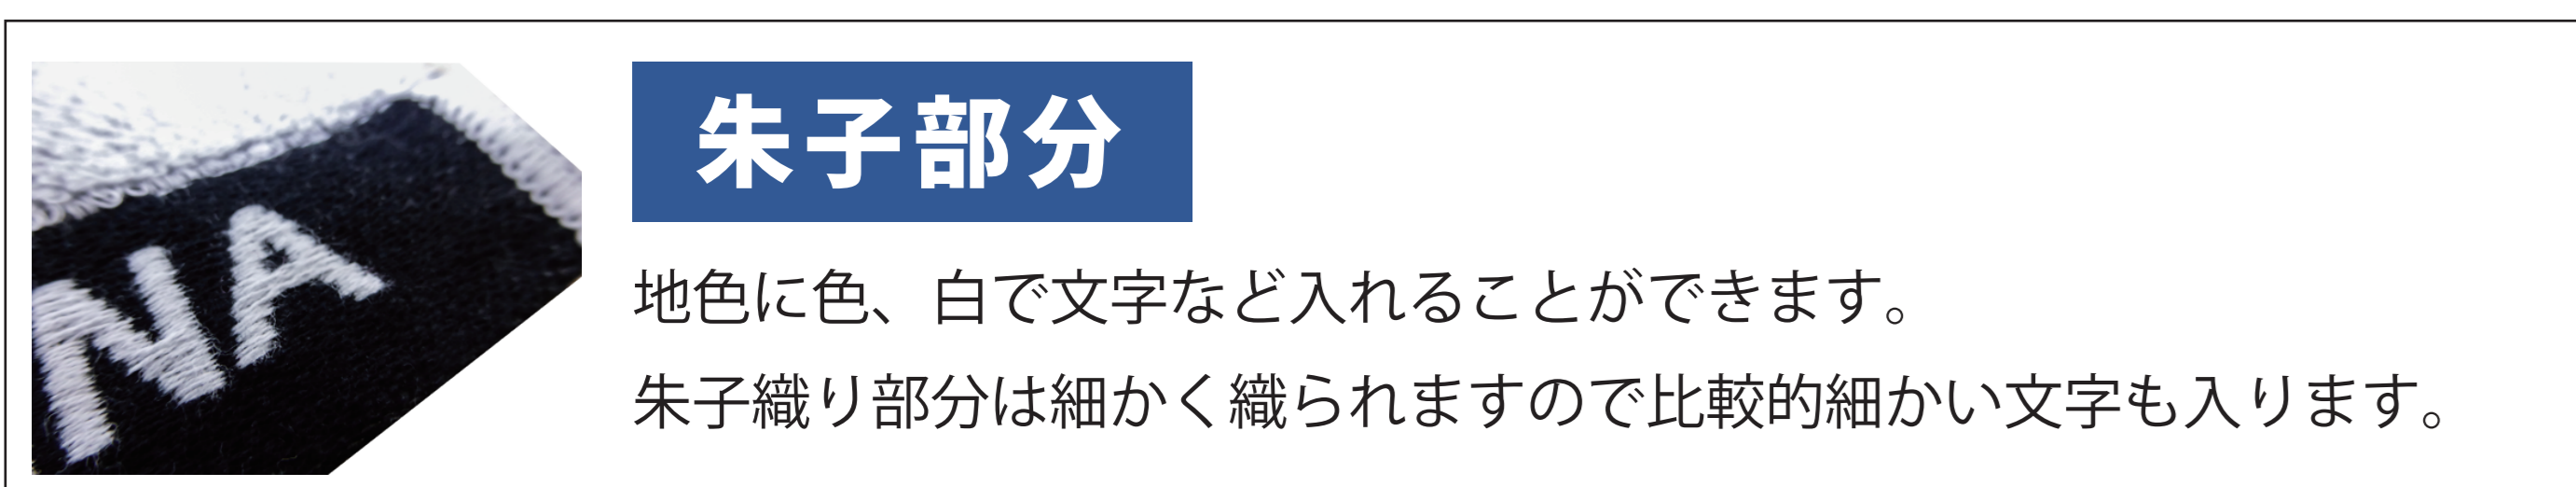 朱子部分
地色に色、白で文字など入れることができます。
朱子織り部分は細かく織られますので比較的細かい文字も入ります。
NA